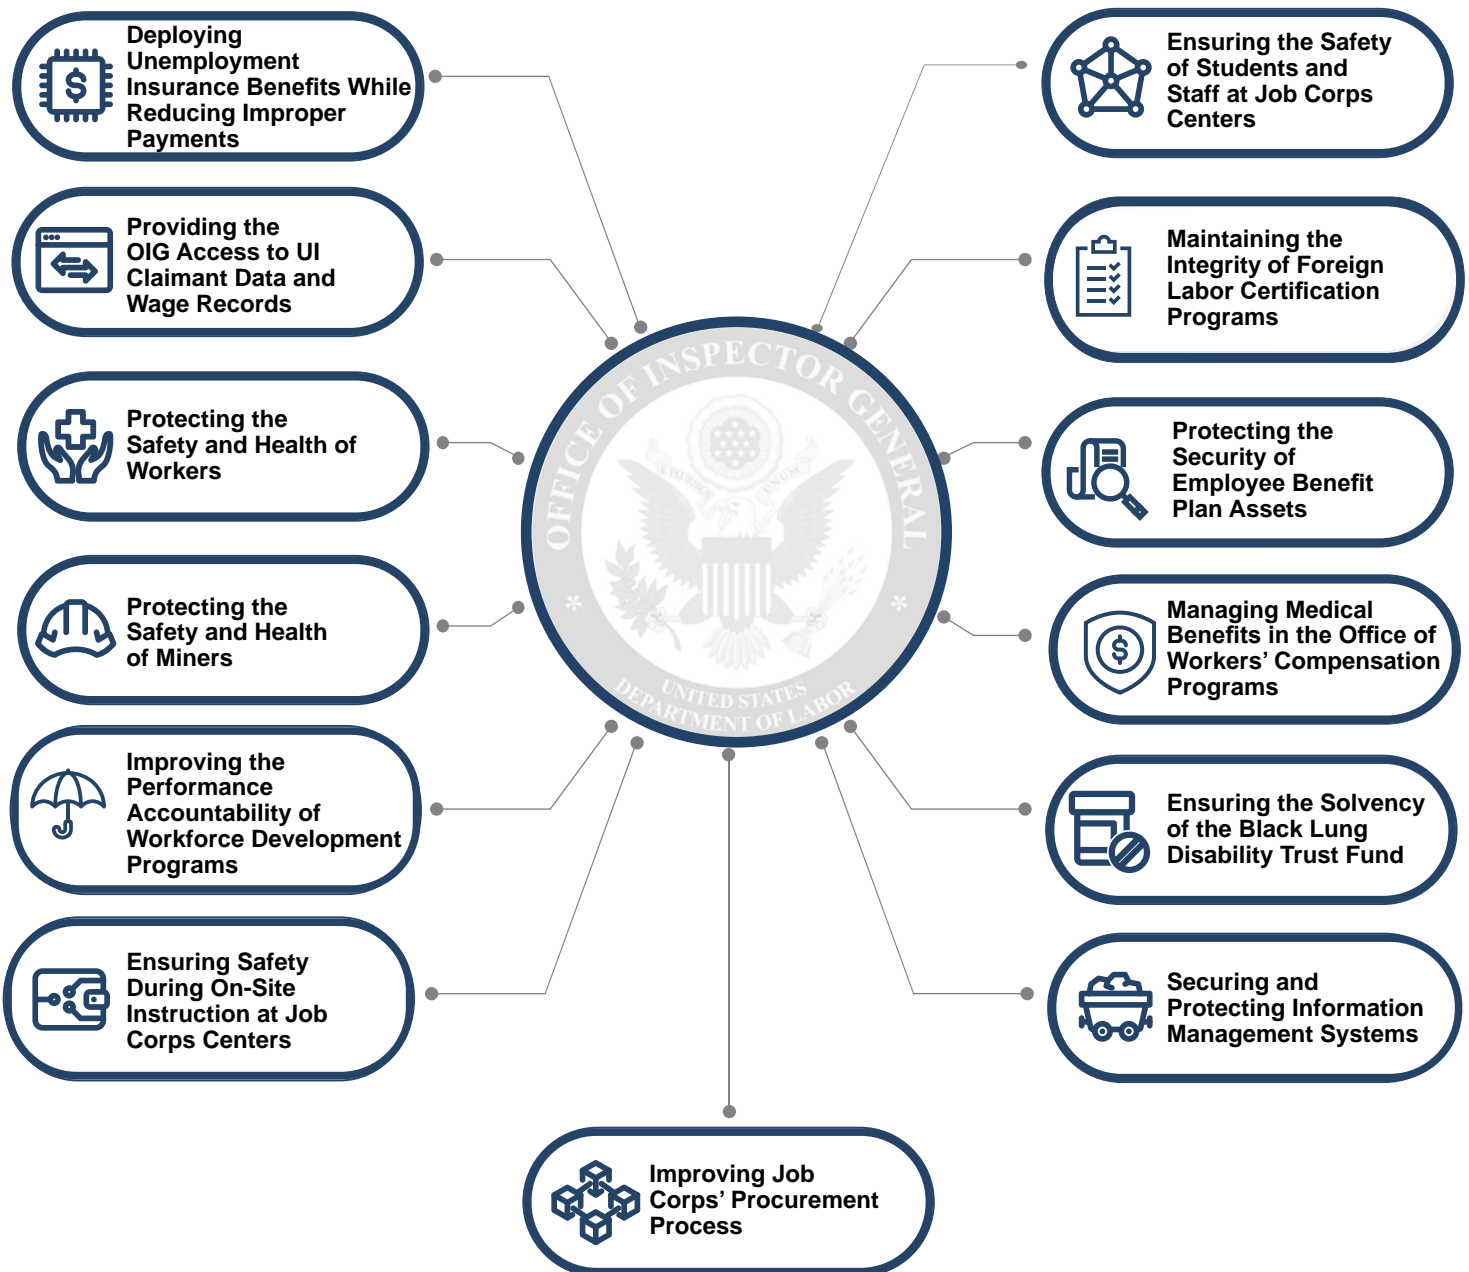 Deploying
Unemployment
Insurance Benefits While
Reducing Improper
Payments
Providing the
OIG Access to UI
Claimant Data and
Wage Records
Protecting the
Safety and Health of
Workers
Protecting the
Safety and Health
of Miners
Improving the
Performance
Accountability of
Workforce Development
Programs
Ensuring Safety
During On-Site
Instruction at Job
Corps Centers
OFFICE OF INSPECTOR GENERAL
E PLURIBUS UNUM
* *
UNITED STATES
DEPARTMENT OF LABOR
Ensuring the Safety
of Students and
Staff at Job Corps
Centers
Maintaining the
Integrity of Foreign
Labor Certification
Programs
Protecting the
Security of
Employee Benefit
Plan Assets
Managing Medical
Benefits in the Office of
Workers’ Compensation
Programs
Ensuring the Solvency
of the Black Lung
Disability Trust Fund
Securing and
Protecting Information
Management Systems
Improving Job
Corps’ Procurement
Process